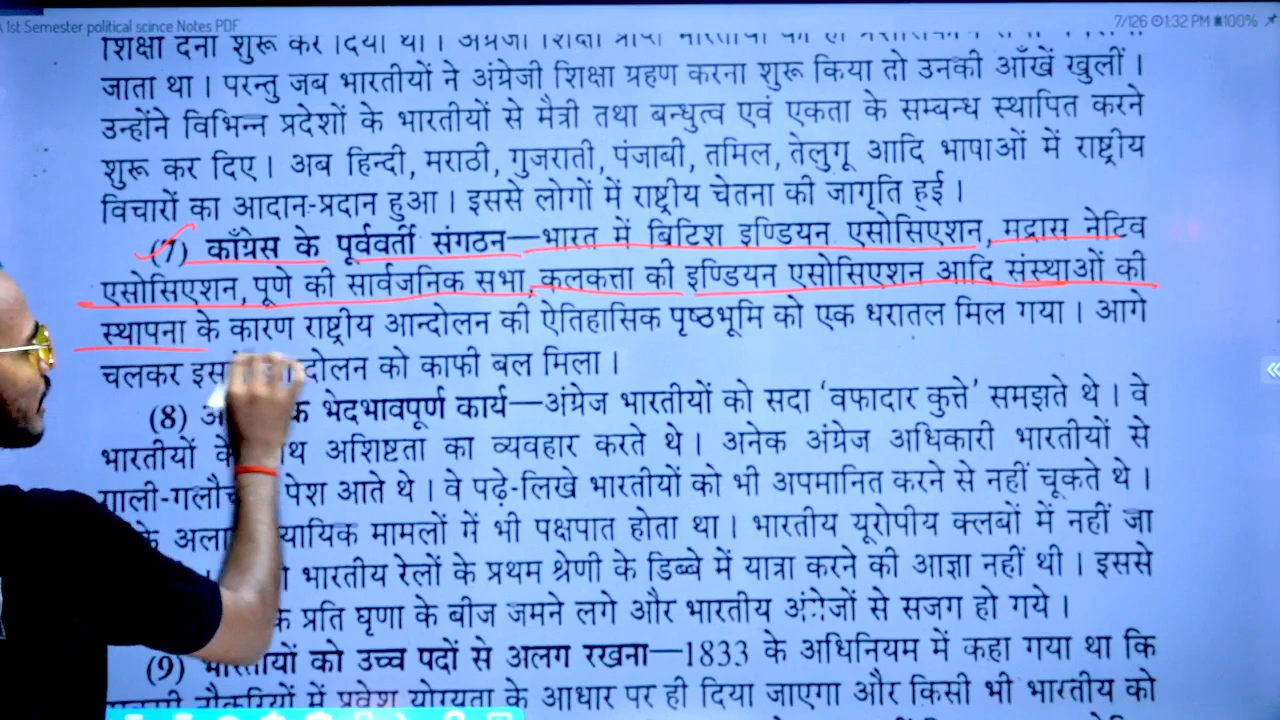 1st Semester political scince Notes PDF
7/126 1:32 PM 100%
शिक्षा देना शुरू कर दिया था। अंग्रेजी शिक्षा प्राप्त भारतीयों को ही
जाता था। परन्तु जब भारतीयों ने अंग्रेजी शिक्षा ग्रहण करना शुरू किया तो उनकी आँखें खुलीं।
उन्होंने विभिन्न प्रदेशों के भारतीयों से मैत्री तथा बन्धुत्व एवं एकता के सम्बन्ध स्थापित करने
शुरू कर दिए। अब हिन्दी, मराठी, गुजराती, पंजाबी, तमिल, तेलुगू आदि भाषाओं में राष्ट्रीय
विचारों का आदान-प्रदान हुआ। इससे लोगों में राष्ट्रीय चेतना की जागृति हुई।
(7) काँग्रेस के पूर्ववर्ती संगठन—भारत में ब्रिटिश इण्डियन एसोसिएशन, मद्रास नेटिव
एसोसिएशन, पूणे की सार्वजनिक सभा, कलकत्ता की इण्डियन एसोसिएशन आदि संस्थाओं की
स्थापना के कारण राष्ट्रीय आन्दोलन की ऐतिहासिक पृष्ठभूमि को एक धरातल मिल गया। आगे
चलकर को काफी बल मिला।
(8) भेदभावपूर्ण कार्य—अंग्रेज भारतीयों को सदा ‘वफादार कुत्ते’ समझते थे। वे
भारतीयों अशिष्टता का व्यवहार करते थे। अनेक अंग्रेज अधिकारी भारतीयों से
पेश आते थे। वे पढ़े-लिखे भारतीयों को भी अपमानित करने से नहीं चूकते थे।
मामलों में भी पक्षपात होता था। भारतीय यूरोपीय क्लबों में नहीं जा
भारतीय रेलों के प्रथम श्रेणी के डिब्बे में यात्रा करने की आज्ञा नहीं थी। इससे
प्रति घृणा के बीज जमने लगे और भारतीय अंग्रेजों से सजग हो गये।
(9) भारतीयों को उच्च पदों से अलग रखना—1833 के अधिनियम में कहा गया था कि
नौकरियों में प्रवेश योग्यता के आधार पर ही दिया जाएगा और किसी भी भारतीय को